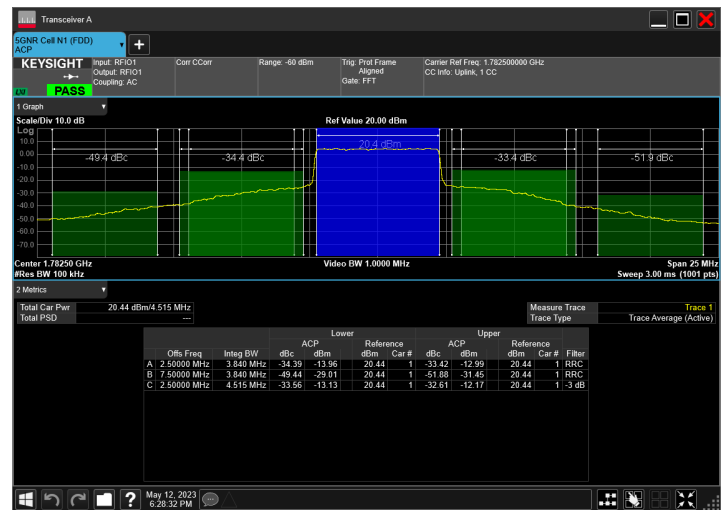 Transceiver A
5GNR Cell N1 (FDD)
ACP
+
KEYSIGHT Input: RFIO1 Corr CCorr Range: -60 dBm Trig: Prot Frame Carrier Ref Freq: 1.782500000 GHz
Output: RFIO1 Aligned CC Info: Uplink, 1 CC
Coupling: AC Gate: FFT
LXI PASS
1 Graph
Scale/Div 10.0 dB Ref Value 20.00 dBm
Log
10.0 20.4 dBm
0.00 -49.4 dBc -34.4 dBc -33.4 dBc -51.9 dBc
-10.0
-20.0
-30.0
-40.0
-50.0
-60.0
-70.0
Center 1.78250 GHz Video BW 1.0000 MHz Span 25 MHz
#Res BW 100 kHz Sweep 3.00 ms (1001 pts)
2 Metrics
Total Car Pwr 20.44 dBm/4.515 MHz Measure Trace Trace 1
Total PSD --- Trace Type Trace Average (Active)
Lower Upper
ACP Reference ACP Reference
Offs Freq Integ BW dBc dBm dBm Car # dBc dBm dBm Car # Filter
A 2.50000 MHz 3.840 MHz -34.39 -13.96 20.44 1 -33.42 -12.99 20.44 1 RRC
B 7.50000 MHz 3.840 MHz -49.44 -29.01 20.44 1 -51.88 -31.45 20.44 1 RRC
C 2.50000 MHz 4.515 MHz -33.56 -13.13 20.44 1 -32.61 -12.17 20.44 1 -3 dB
? May 12, 2023
6:28:32 PM